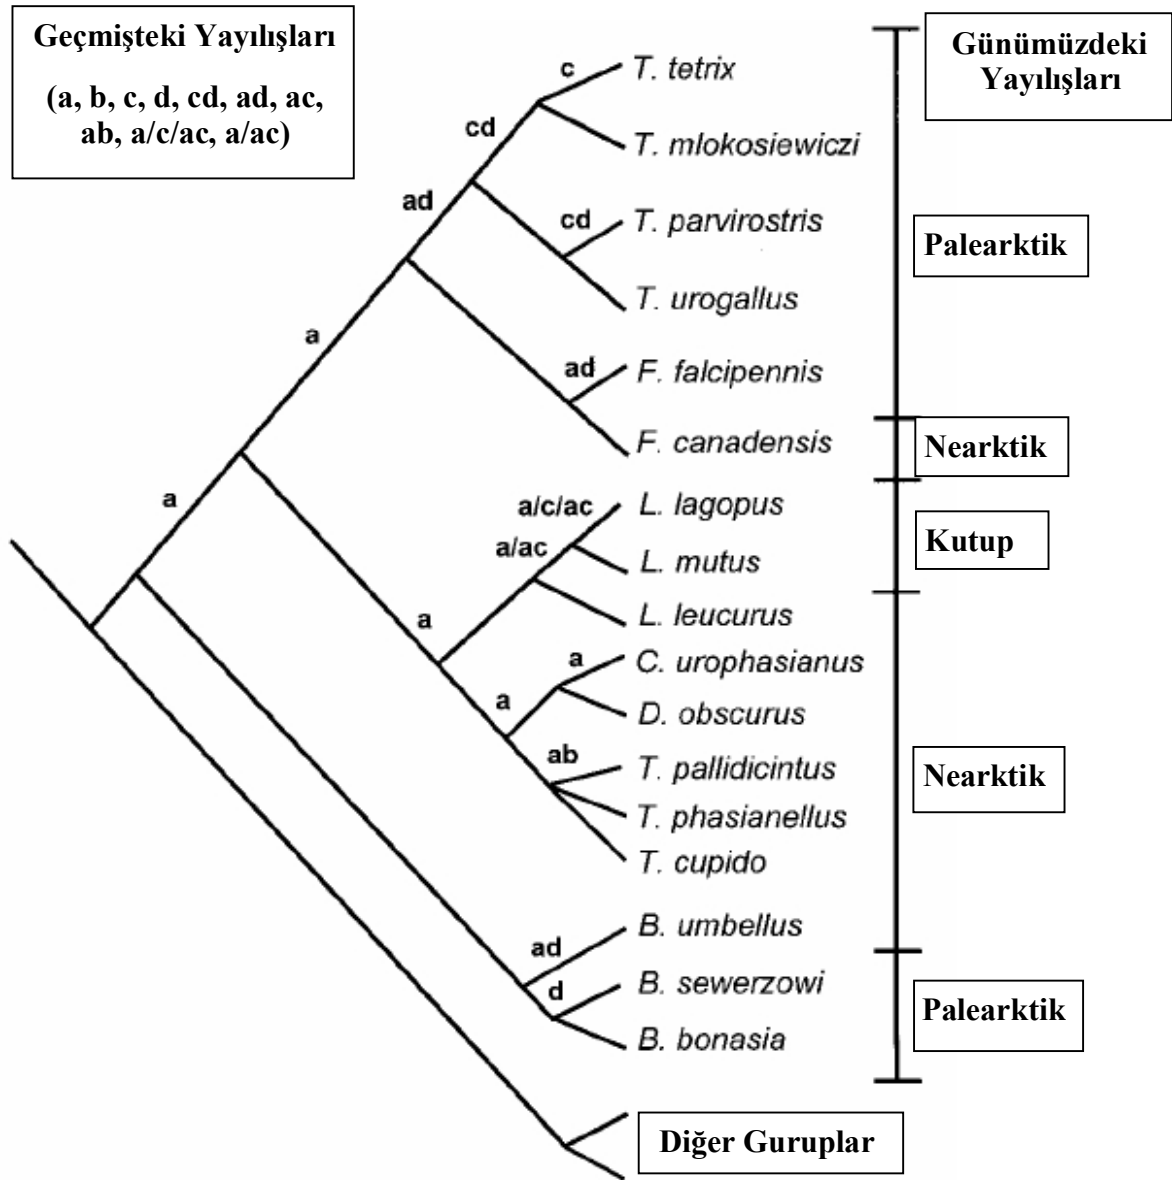 Geçmişteki Yayılışları
(a, b, c, d, cd, ad, ac,
ab, a/c/ac, a/ac)
Günümüzdeki
Yayılışları
c
T. tetrix
cd
T. mlokosiewiczi
ad
cd
T. parvirostris
Palearktik
T. urogallus
a
ad
F. falcipennis
F. canadensis
Nearktik
a
a/c/ac
L. lagopus
a/ac
Kutup
L. mutus
L. leucurus
a
a
C. urophasianus
a
D. obscurus
ab
T. pallidicintus
Nearktik
T. phasianellus
T. cupido
B. umbellus
ad
d
B. sewerzowi
Palearktik
B. bonasia
Diğer Guruplar